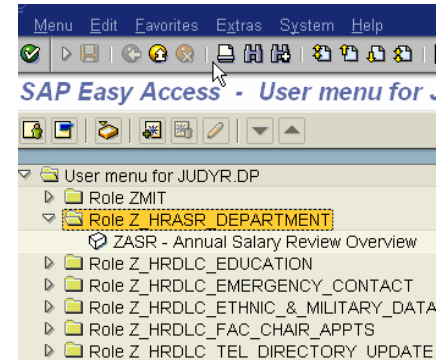 Menu Edit Favorites Extras System Help
SAP Easy Access - User menu for
User menu for JUDYR.DP
Role ZMIT
Role Z_HRASR_DEPARTMENT
ZASR - Annual Salary Review Overview
Role Z_HRDLC_EDUCATION
Role Z_HRDLC_EMERGENCY_CONTACT
Role Z_HRDLC_ETHNIC_&_MILITARY_DATA
Role Z_HRDLC_FAC_CHAIR_APPTS
Role Z_HRDLC_TEL_DIRECTORY_UPDATE